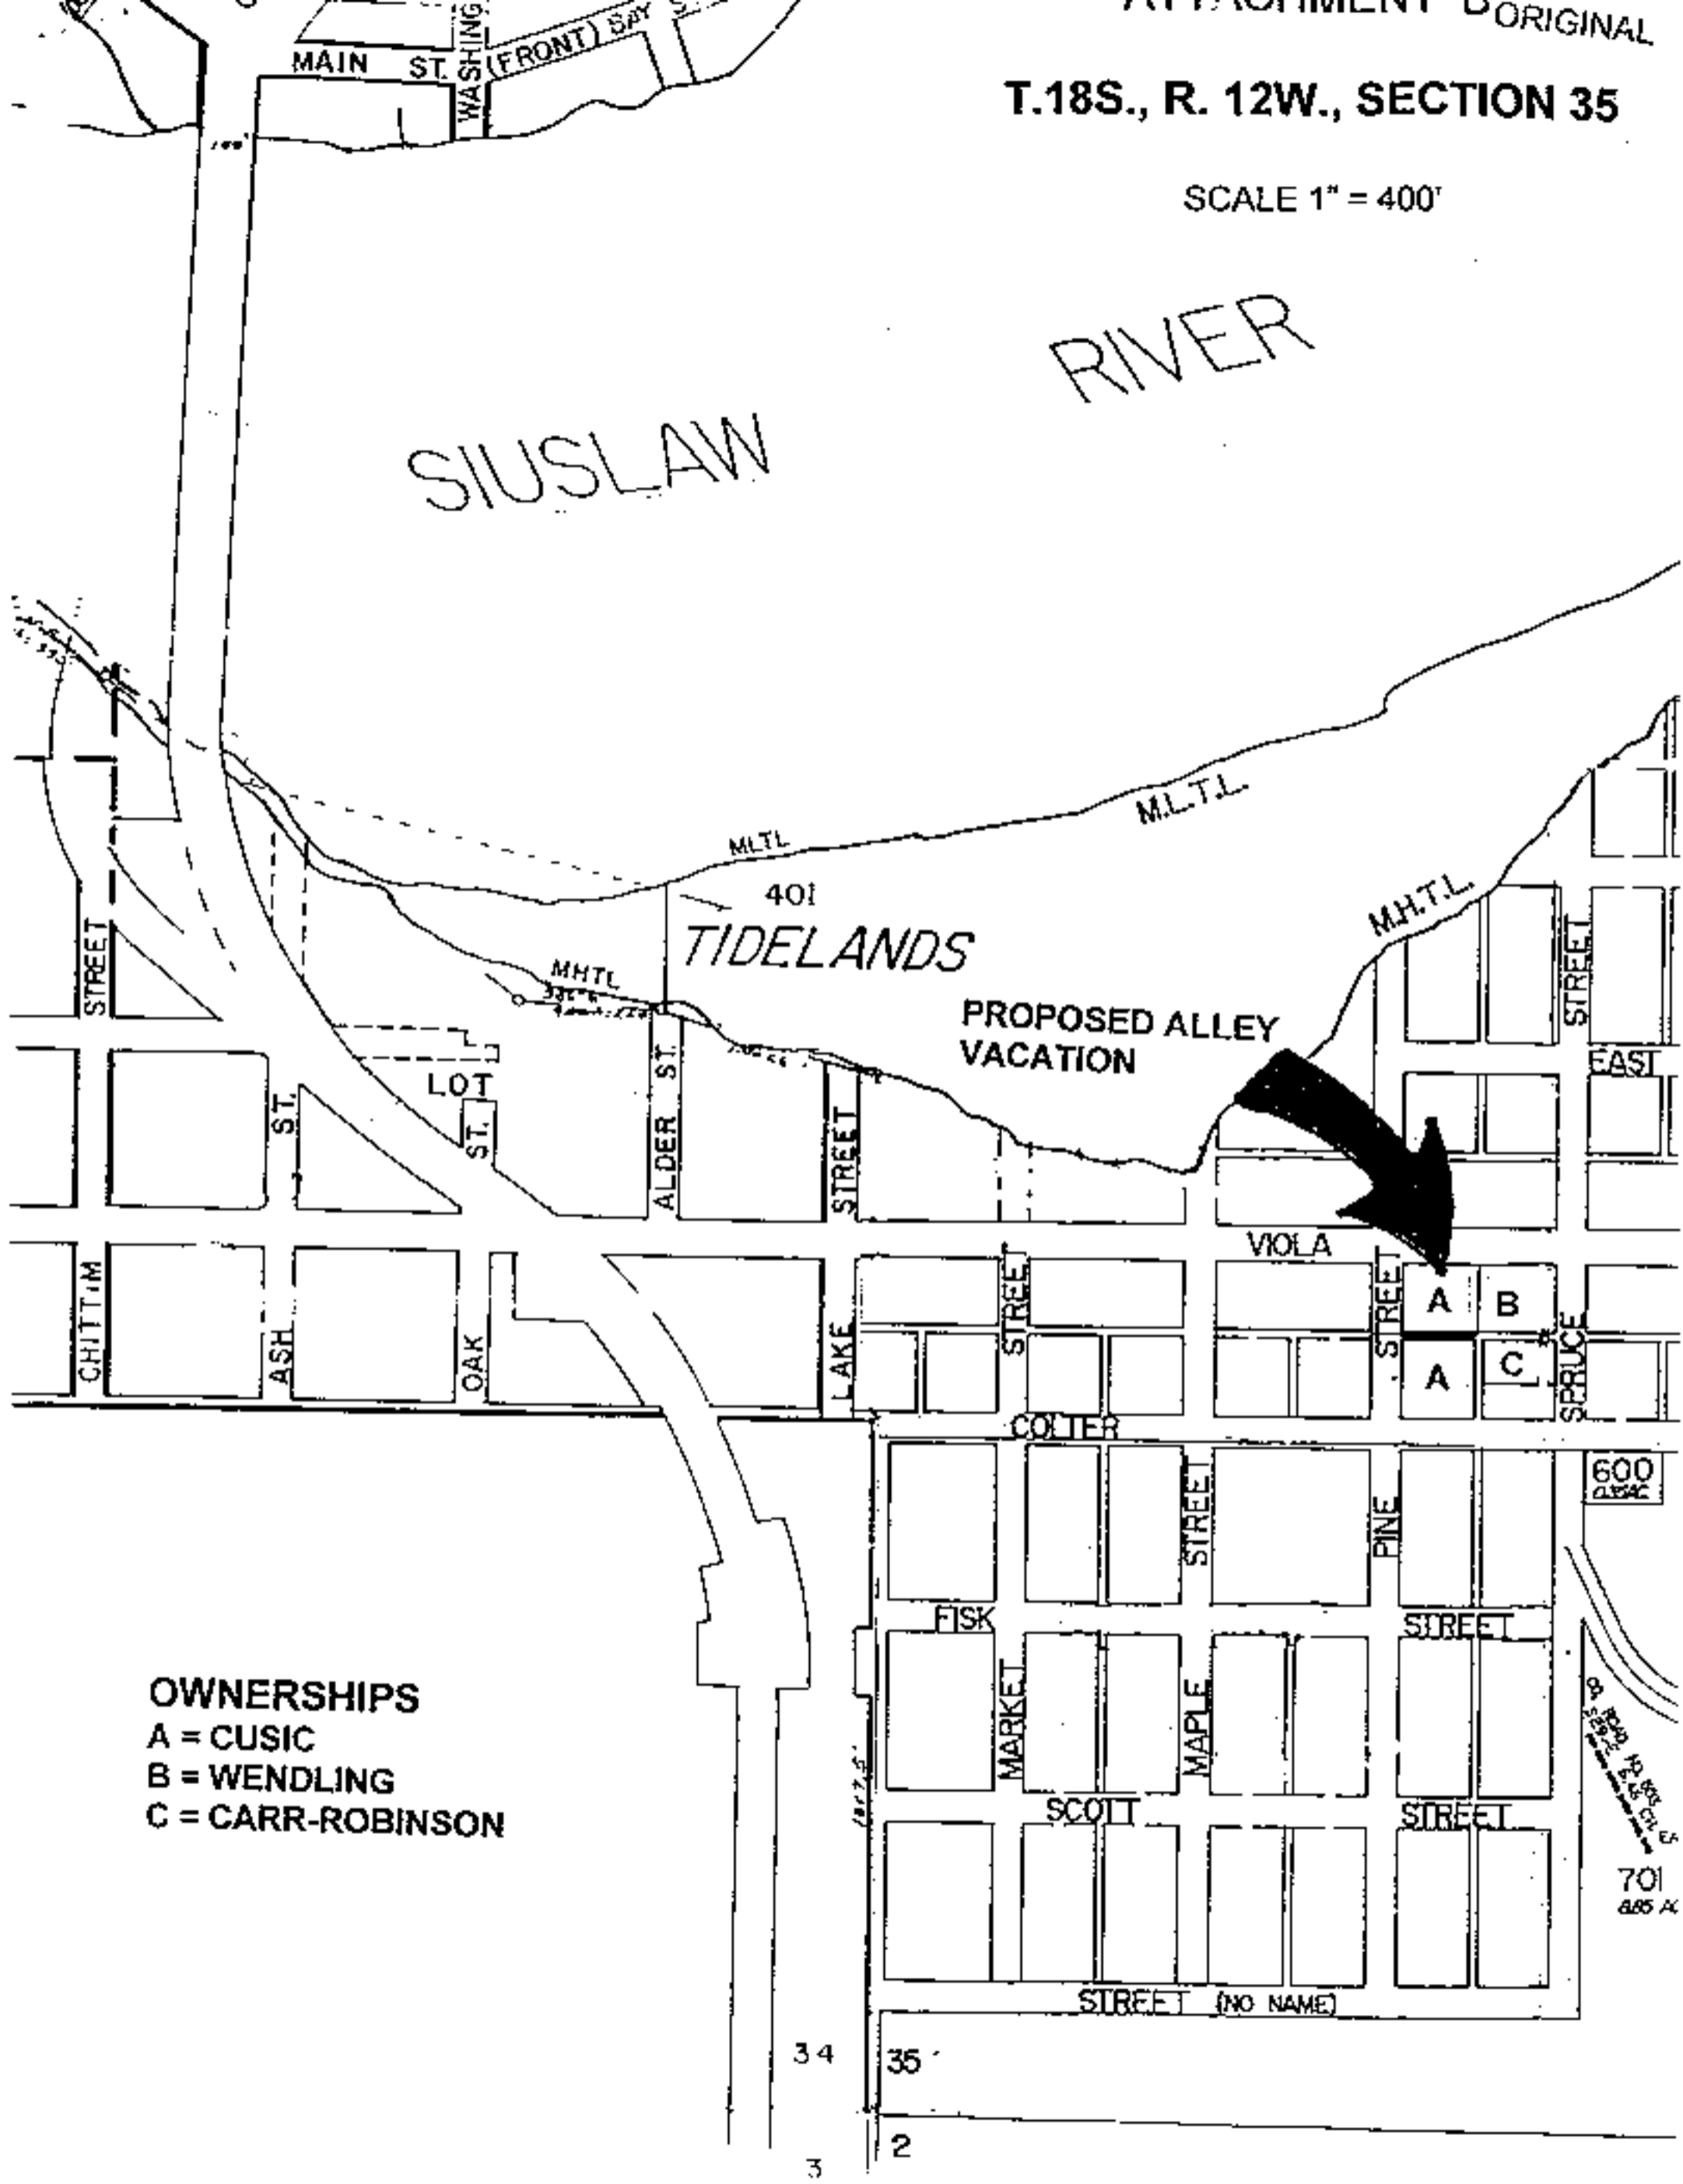 ATTACHMENT B ORIGINAL
T.18S., R. 12W., SECTION 35
SCALE 1" = 400'
MAIN ST.
WASHING
(FRONT) BAY S
SIUSLAW
RIVER
M.L.T.L.
MLTL
401
TIDELANDS
M.H.T.L.
MHTL
PROPOSED ALLEY
VACATION
STREET
EAST
LOT
ST.
ST.
ALDER ST.
STREET
VIOLA
STREET
STREET
STREET
A
B
A
C
CHITTIM
ASH
OAK
LAKE
SPRUCE
COLTER
STREET
PINE
600
FISK
STREET
MARKET
MAPLE
OWNERSHIPS
A = CUSIC
B = WENDLING
C = CARR-ROBINSON
SCOTT
STREET
701
STREET (NO NAME)
34
35
2
3